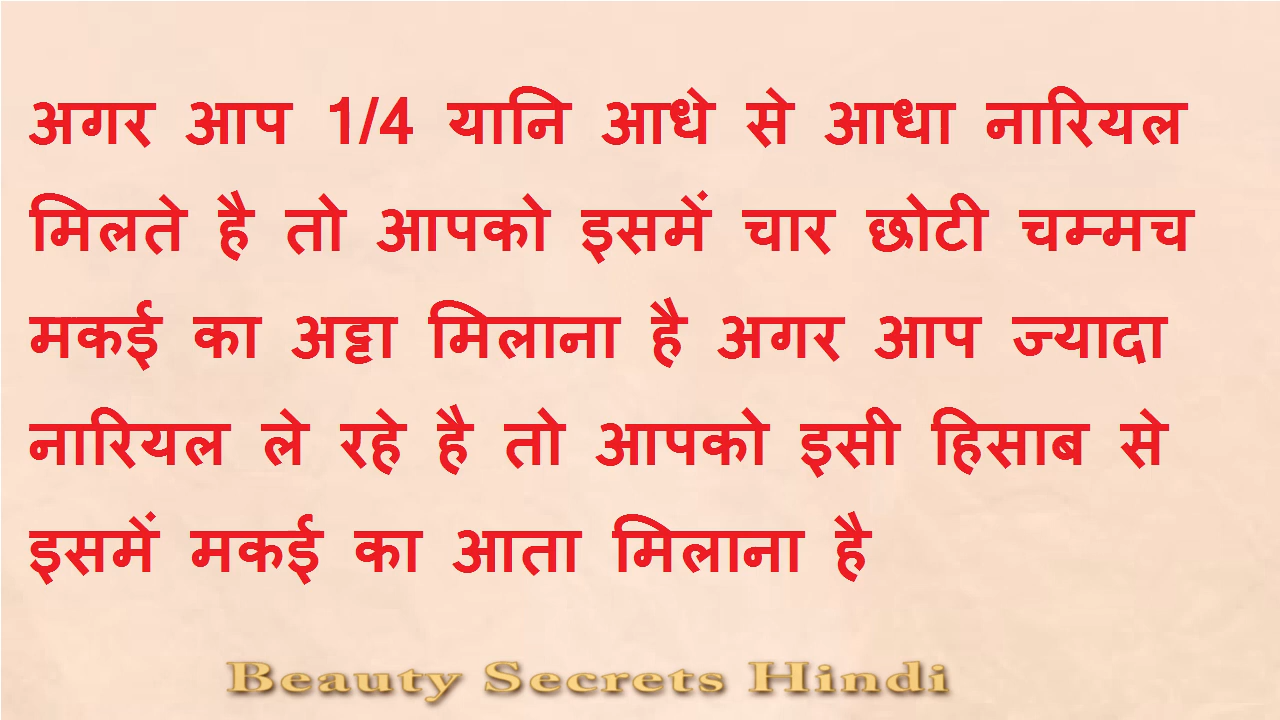 अगर आप 1/4 यानि आधे से आधा नारियल
मिलते है तो आपको इसमें चार छोटी चम्मच
मकई का अट्टा मिलाना है अगर आप ज्यादा
नारियल ले रहे है तो आपको इसी हिसाब से
इसमें मकई का आता मिलाना है
Beauty Secrets Hindi